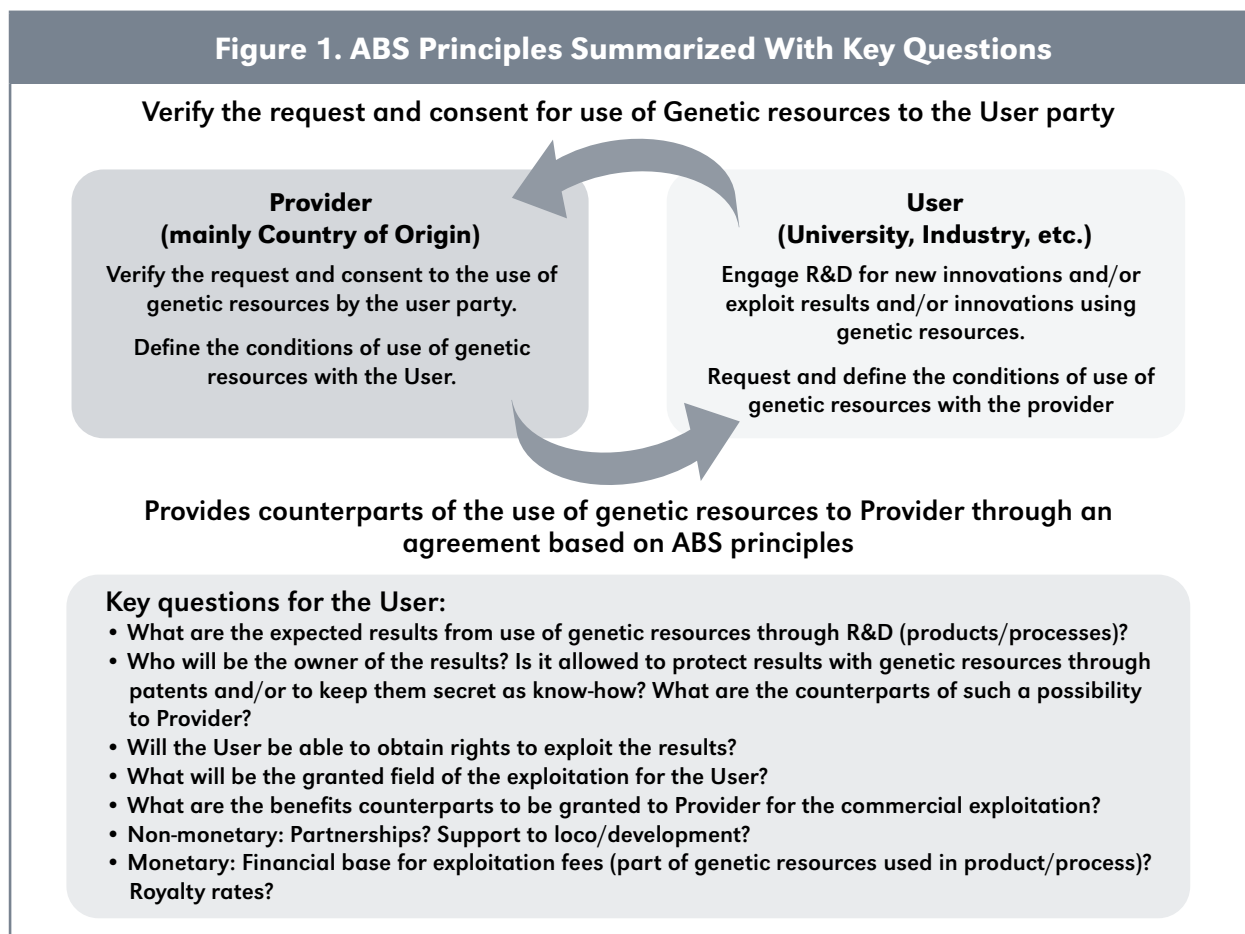 Figure 1. ABS Principles Summarized With Key Questions
Verify the request and consent for use of Genetic resources to the User party
Provider
(mainly Country of Origin)
Verify the request and consent to the use of
genetic resources by the user party.
Define the conditions of use of genetic
resources with the User.
User
(University, Industry, etc.)
Engage R&D for new innovations and/or
exploit results and/or innovations using
genetic resources.
Request and define the conditions of use of
genetic resources with the provider
Provides counterparts of the use of genetic resources to Provider through an
agreement based on ABS principles
Key questions for the User:
• What are the expected results from use of genetic resources through R&D (products/processes)?
• Who will be the owner of the results? Is it allowed to protect results with genetic resources through
patents and/or to keep them secret as know-how? What are the counterparts of such a possibility
to Provider?
• Will the User be able to obtain rights to exploit the results?
• What will be the granted field of the exploitation for the User?
• What are the benefits counterparts to be granted to Provider for the commercial exploitation?
• Non-monetary: Partnerships? Support to loco/development?
• Monetary: Financial base for exploitation fees (part of genetic resources used in product/process)?
Royalty rates?